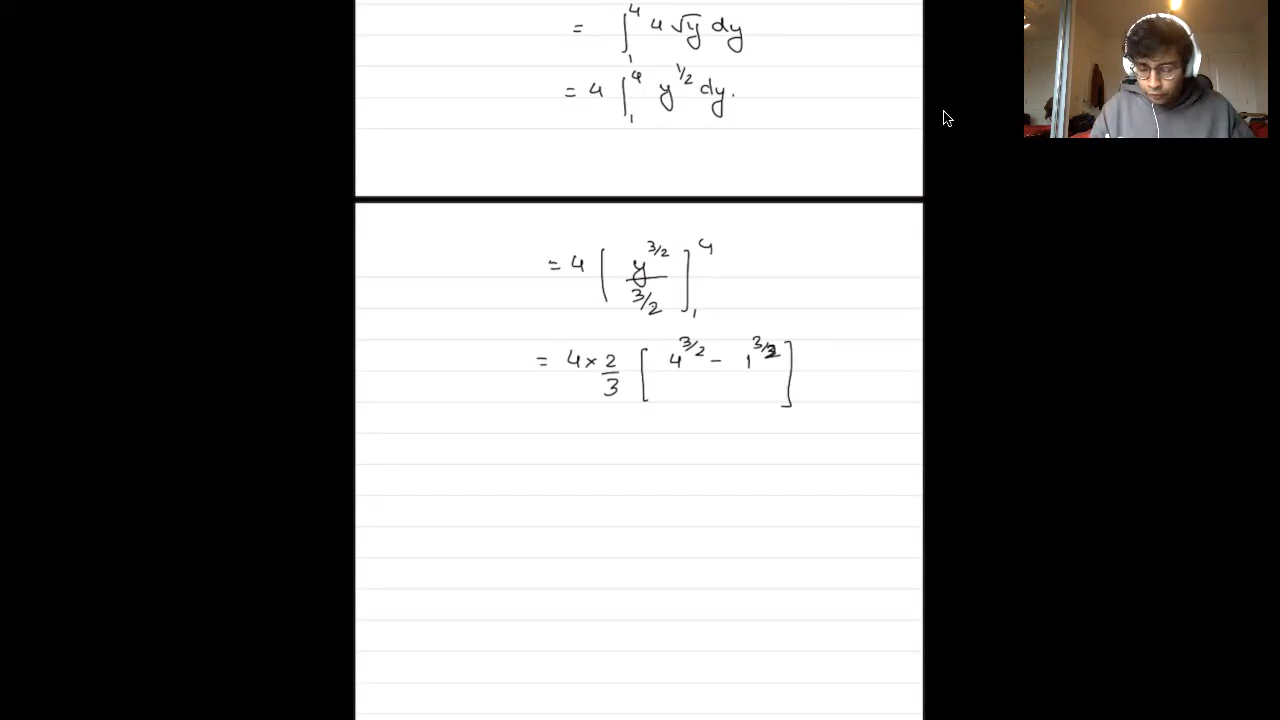 = ∫₁⁴ 4 √y dy
= 4 ∫₁⁴ y^{1/2} dy.
= 4 [ y^{3/2} / (3/2) ]₁⁴
= 4 × 2/3 [ 4^{3/2} − 1^{3/2} ]